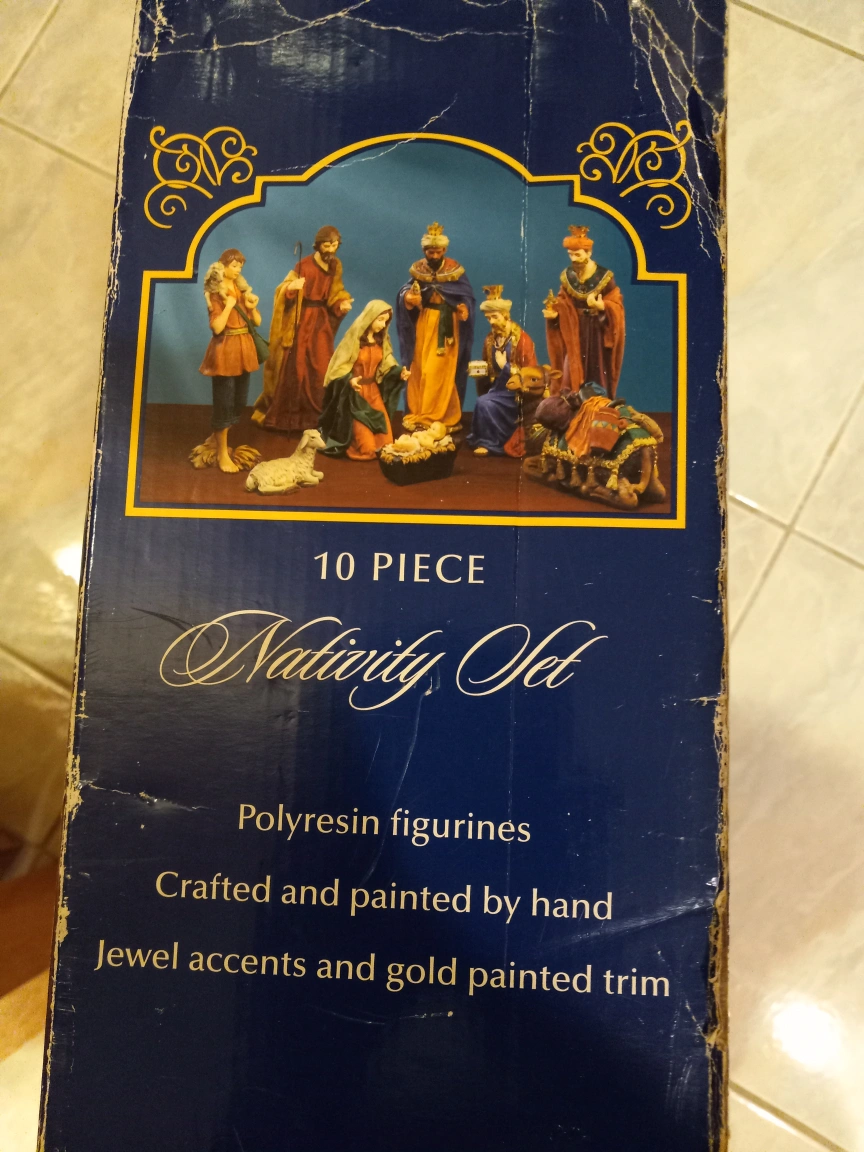 10 PIECE
Nativity Set
Polyresin figurines
Crafted and painted by hand
Jewel accents and gold painted trim